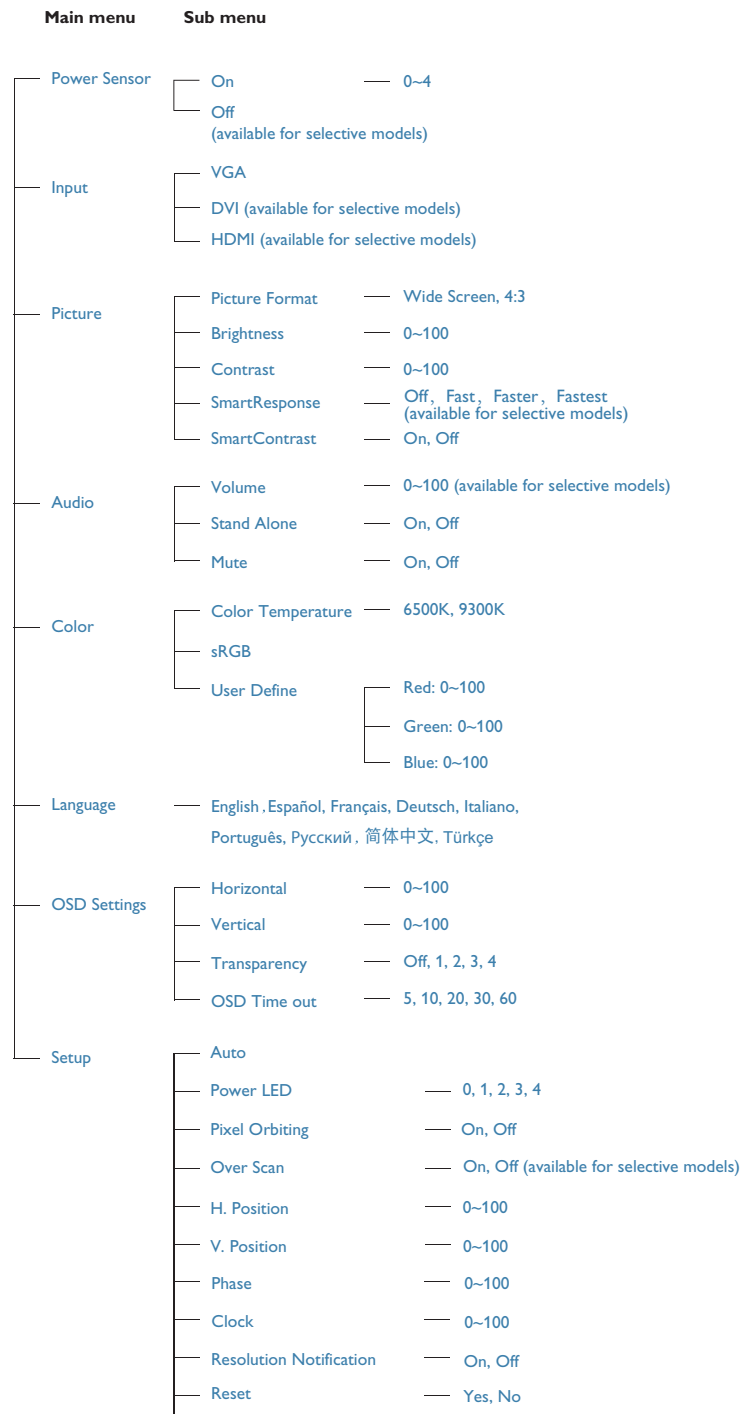 Main menu Sub menu
Power Sensor On 0~4
Off
(available for selective models)
Input VGA
DVI (available for selective models)
HDMI (available for selective models)
Picture Picture Format Wide Screen, 4:3
Brightness 0~100
Contrast 0~100
SmartResponse Off, Fast, Faster, Fastest
(available for selective models)
SmartContrast On, Off
Audio Volume 0~100 (available for selective models)
Stand Alone On, Off
Mute On, Off
Color Color Temperature 6500K, 9300K
sRGB
User Define Red: 0~100
Green: 0~100
Blue: 0~100
Language English, Español, Français, Deutsch, Italiano,
Português, Русский, 简体中文, Türkçe
OSD Settings Horizontal 0~100
Vertical 0~100
Transparency Off, 1, 2, 3, 4
OSD Time out 5, 10, 20, 30, 60
Setup Auto
Power LED 0, 1, 2, 3, 4
Pixel Orbiting On, Off
Over Scan On, Off (available for selective models)
H. Position 0~100
V. Position 0~100
Phase 0~100
Clock 0~100
Resolution Notification On, Off
Reset Yes, No